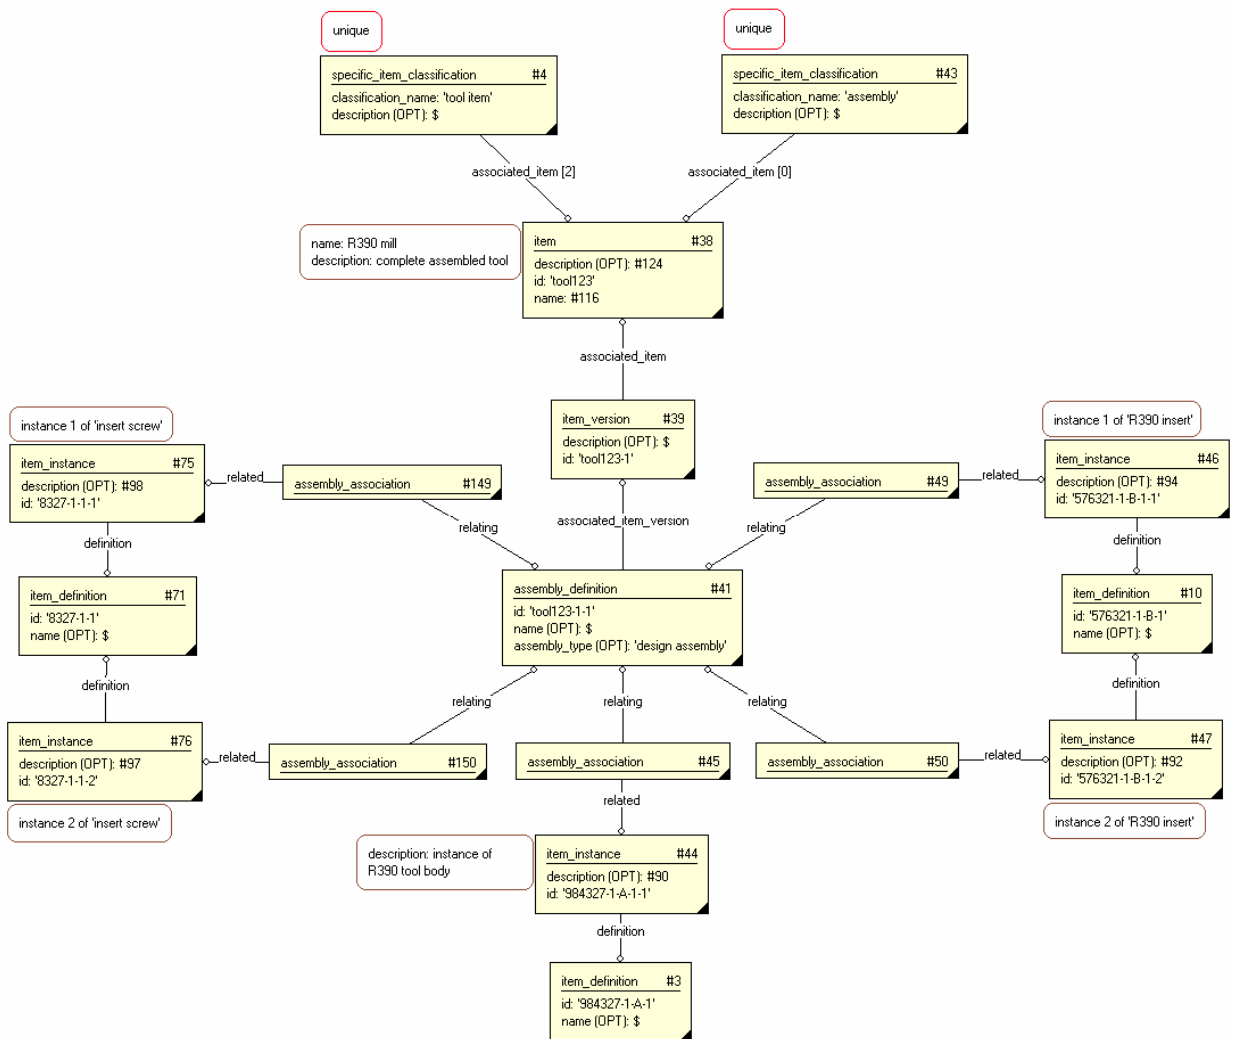 unique
unique
specific_item_classification #4
classification_name: 'tool item'
description (OPT): $
specific_item_classification #43
classification_name: 'assembly'
description (OPT): $
associated_item [2]
associated_item [0]
name: R390 mill
description: complete assembled tool
item #38
description (OPT): #124
id: 'tool123'
name: #116
associated_item
item_version #39
description (OPT): $
id: 'tool123-1'
instance 1 of 'insert screw'
item_instance #75
description (OPT): #98
id: '8327-1-1-1'
related
assembly_association #149
instance 1 of 'R390 insert'
item_instance #46
description (OPT): #94
id: '576321-1-B-1-1'
related
assembly_association #49
relating
associated_item_version
relating
definition
definition
item_definition #71
id: '8327-1-1'
name (OPT): $
assembly_definition #41
id: 'tool123-1-1'
name (OPT): $
assembly_type (OPT): 'design assembly'
item_definition #10
id: '576321-1-B-1'
name (OPT): $
definition
relating
relating
relating
definition
item_instance #76
description (OPT): #97
id: '8327-1-1-2'
related
assembly_association #150
assembly_association #45
assembly_association #50
related
item_instance #47
description (OPT): #92
id: '576321-1-B-1-2'
instance 2 of 'insert screw'
related
instance 2 of 'R390 insert'
description: instance of
R390 tool body
item_instance #44
description (OPT): #90
id: '984327-1-A-1-1'
definition
item_definition #3
id: '984327-1-A-1'
name (OPT): $